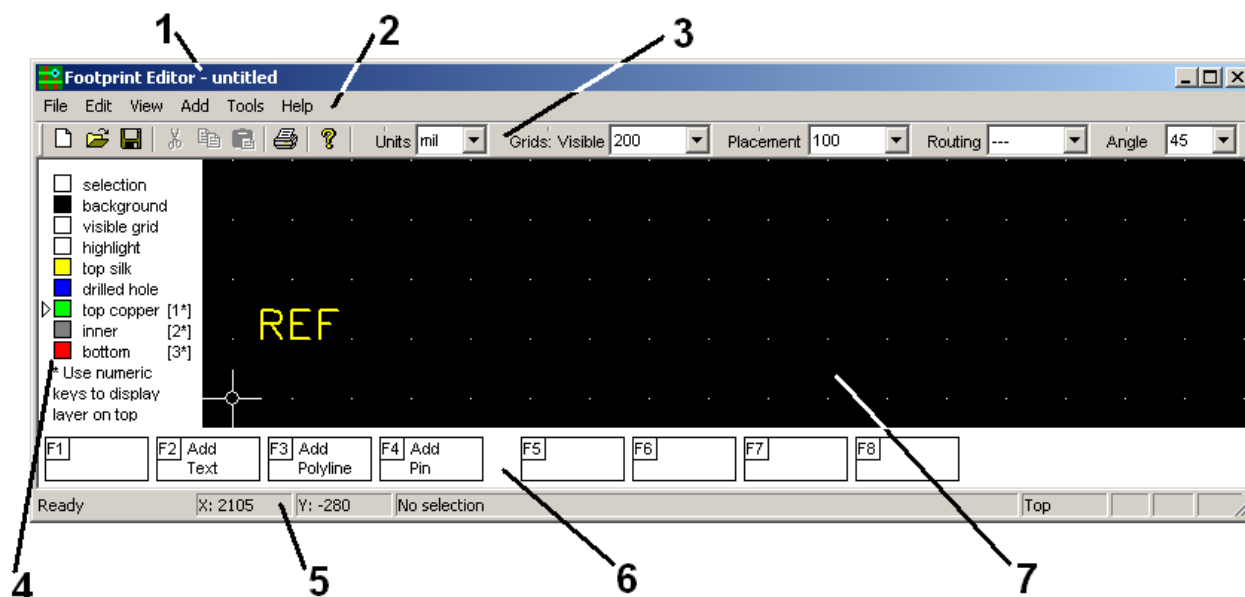 1 2 3
Footprint Editor - untitled
File Edit View Add Tools Help
Units mil Grids: Visible 200 Placement 100 Routing --- Angle 45
selection
background
visible grid
highlight
top silk
drilled hole
top copper [1*]
inner [2*]
bottom [3*]
* Use numeric
keys to display
layer on top
REF
F1 F2 Add Text F3 Add Polyline F4 Add Pin F5 F6 F7 F8
Ready X: 2105 Y: -280 No selection Top
4 5 6 7